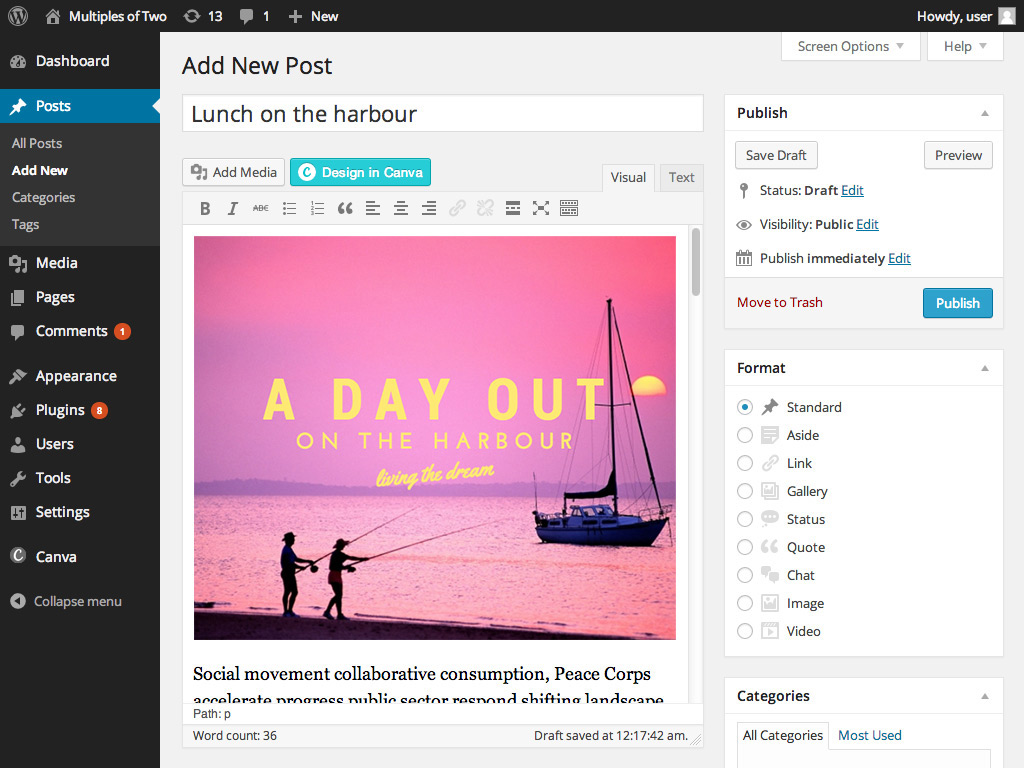 Multiples of Two 13 1 New Howdy, user
Screen Options Help
Dashboard
Posts
All Posts
Add New
Categories
Tags
Media
Pages
Comments 1
Appearance
Plugins 8
Users
Tools
Settings
Canva
Collapse menu
Add New Post
Lunch on the harbour
Add Media Design in Canva Visual Text
B I ABC
A DAY OUT
ON THE HARBOUR
living the dream
Social movement collaborative consumption, Peace Corps
accelerate progress public sector respond shifting landscape
Path: p
Word count: 36 Draft saved at 12:17:42 am.
Publish
Save Draft Preview
Status: Draft Edit
Visibility: Public Edit
Publish immediately Edit
Move to Trash Publish
Format
Standard
Aside
Link
Gallery
Status
Quote
Chat
Image
Video
Categories
All Categories Most Used